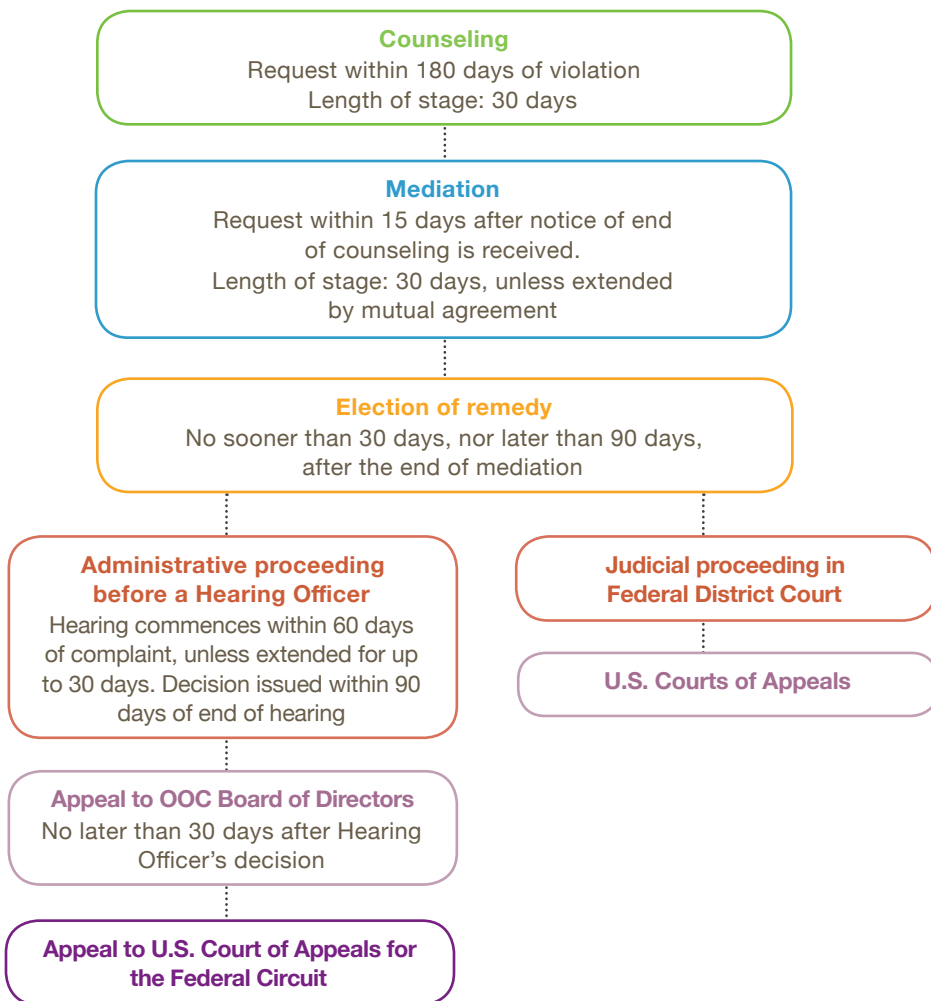 Counseling
Request within 180 days of violation
Length of stage: 30 days
Mediation
Request within 15 days after notice of end
of counseling is received.
Length of stage: 30 days, unless extended
by mutual agreement
Election of remedy
No sooner than 30 days, nor later than 90 days,
after the end of mediation
Administrative proceeding
before a Hearing Officer
Hearing commences within 60 days
of complaint, unless extended for up
to 30 days. Decision issued within 90
days of end of hearing
Appeal to OOC Board of Directors
No later than 30 days after Hearing
Officer’s decision
Appeal to U.S. Court of Appeals for
the Federal Circuit
Judicial proceeding in
Federal District Court
U.S. Courts of Appeals